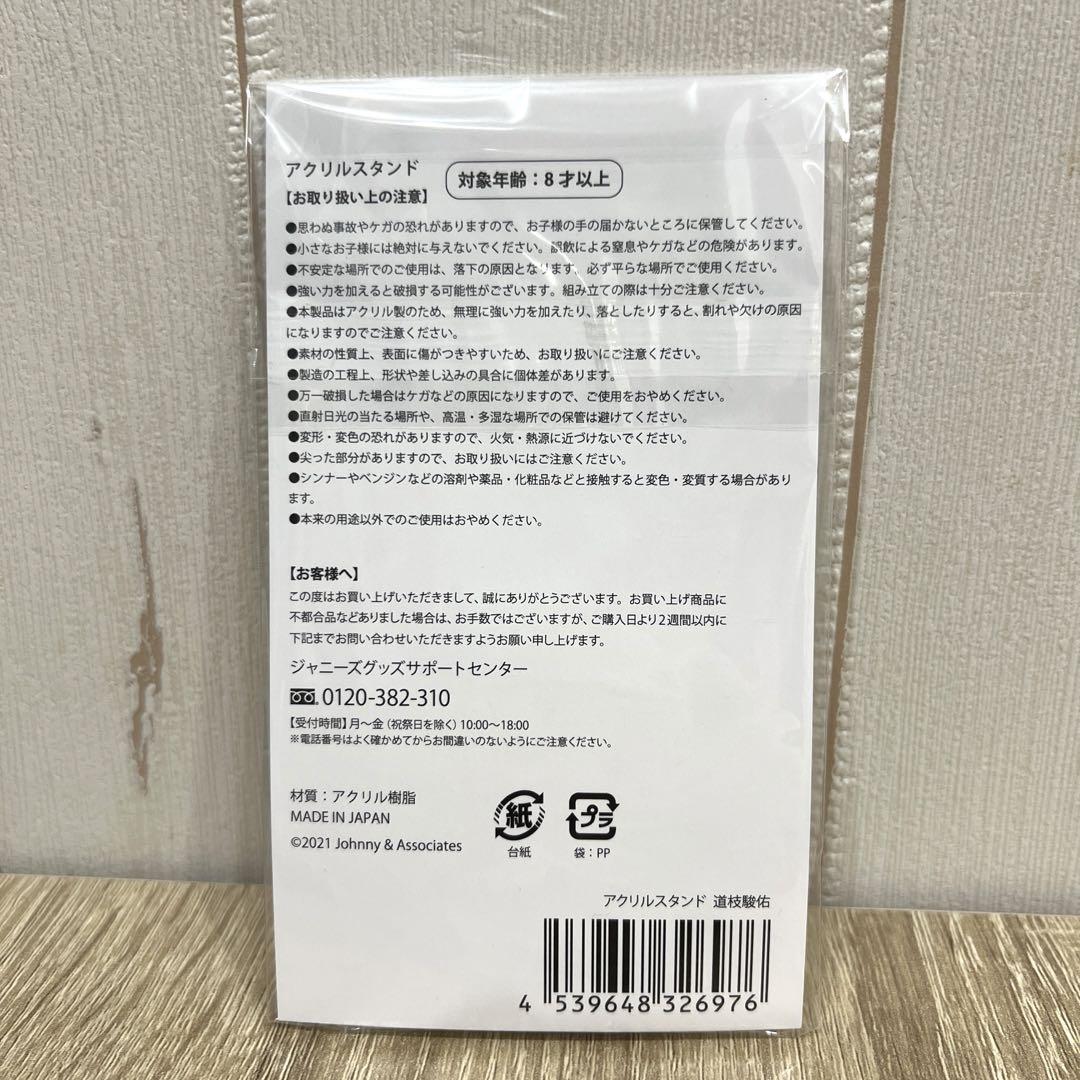 アクリルスタンド
対象年齢：8才以上
【お取り扱い上の注意】
●思わぬ事故やケガの恐れがありますので、お子様の手の届かないところに保管してください。
●小さなお子様には絶対に与えないでください。誤飲による窒息やケガなどの危険があります。
●不安定な場所でのご使用は、落下の原因となります。必ず平らな場所でご使用ください。
●強い力を加えると破損する可能性がございます。組み立ての際は十分ご注意ください。
●本製品はアクリル製のため、無理に強い力を加えたり、落としたりすると、割れや欠けの原因
になりますのでご注意ください。
●素材の性質上、表面に傷がつきやすいため、お取り扱いにご注意ください。
●製造の工程上、形状や差し込みの具合に個体差があります。
●万一破損した場合はケガなどの原因になりますので、ご使用をおやめください。
●直射日光の当たる場所や、高温・多湿な場所での保管は避けてください。
●変形・変色の恐れがありますので、火気・熱源に近づけないでください。
●尖った部分がありますので、お取り扱いにはご注意ください。
●シンナーやベンジンなどの溶剤や薬品・化粧品などと接触すると変色・変質する場合があり
ます。
●本来の用途以外でのご使用はおやめください。
【お客様へ】
この度はお買い上げいただきまして、誠にありがとうございます。お買い上げ商品に
不都合品などありました場合は、お手数ではございますが、ご購入日より2週間以内に
下記までお問い合わせいただきますようお願い申し上げます。
ジャニーズグッズサポートセンター
0120-382-310
【受付時間】月〜金（祝祭日を除く）10:00〜18:00
※電話番号はよく確かめてからお間違いのないようにご注意ください。
材質：アクリル樹脂
MADE IN JAPAN
©2021 Johnny & Associates
紙
台紙
プラ
袋：PP
アクリルスタンド 道枝駿佑
4 539648 326976